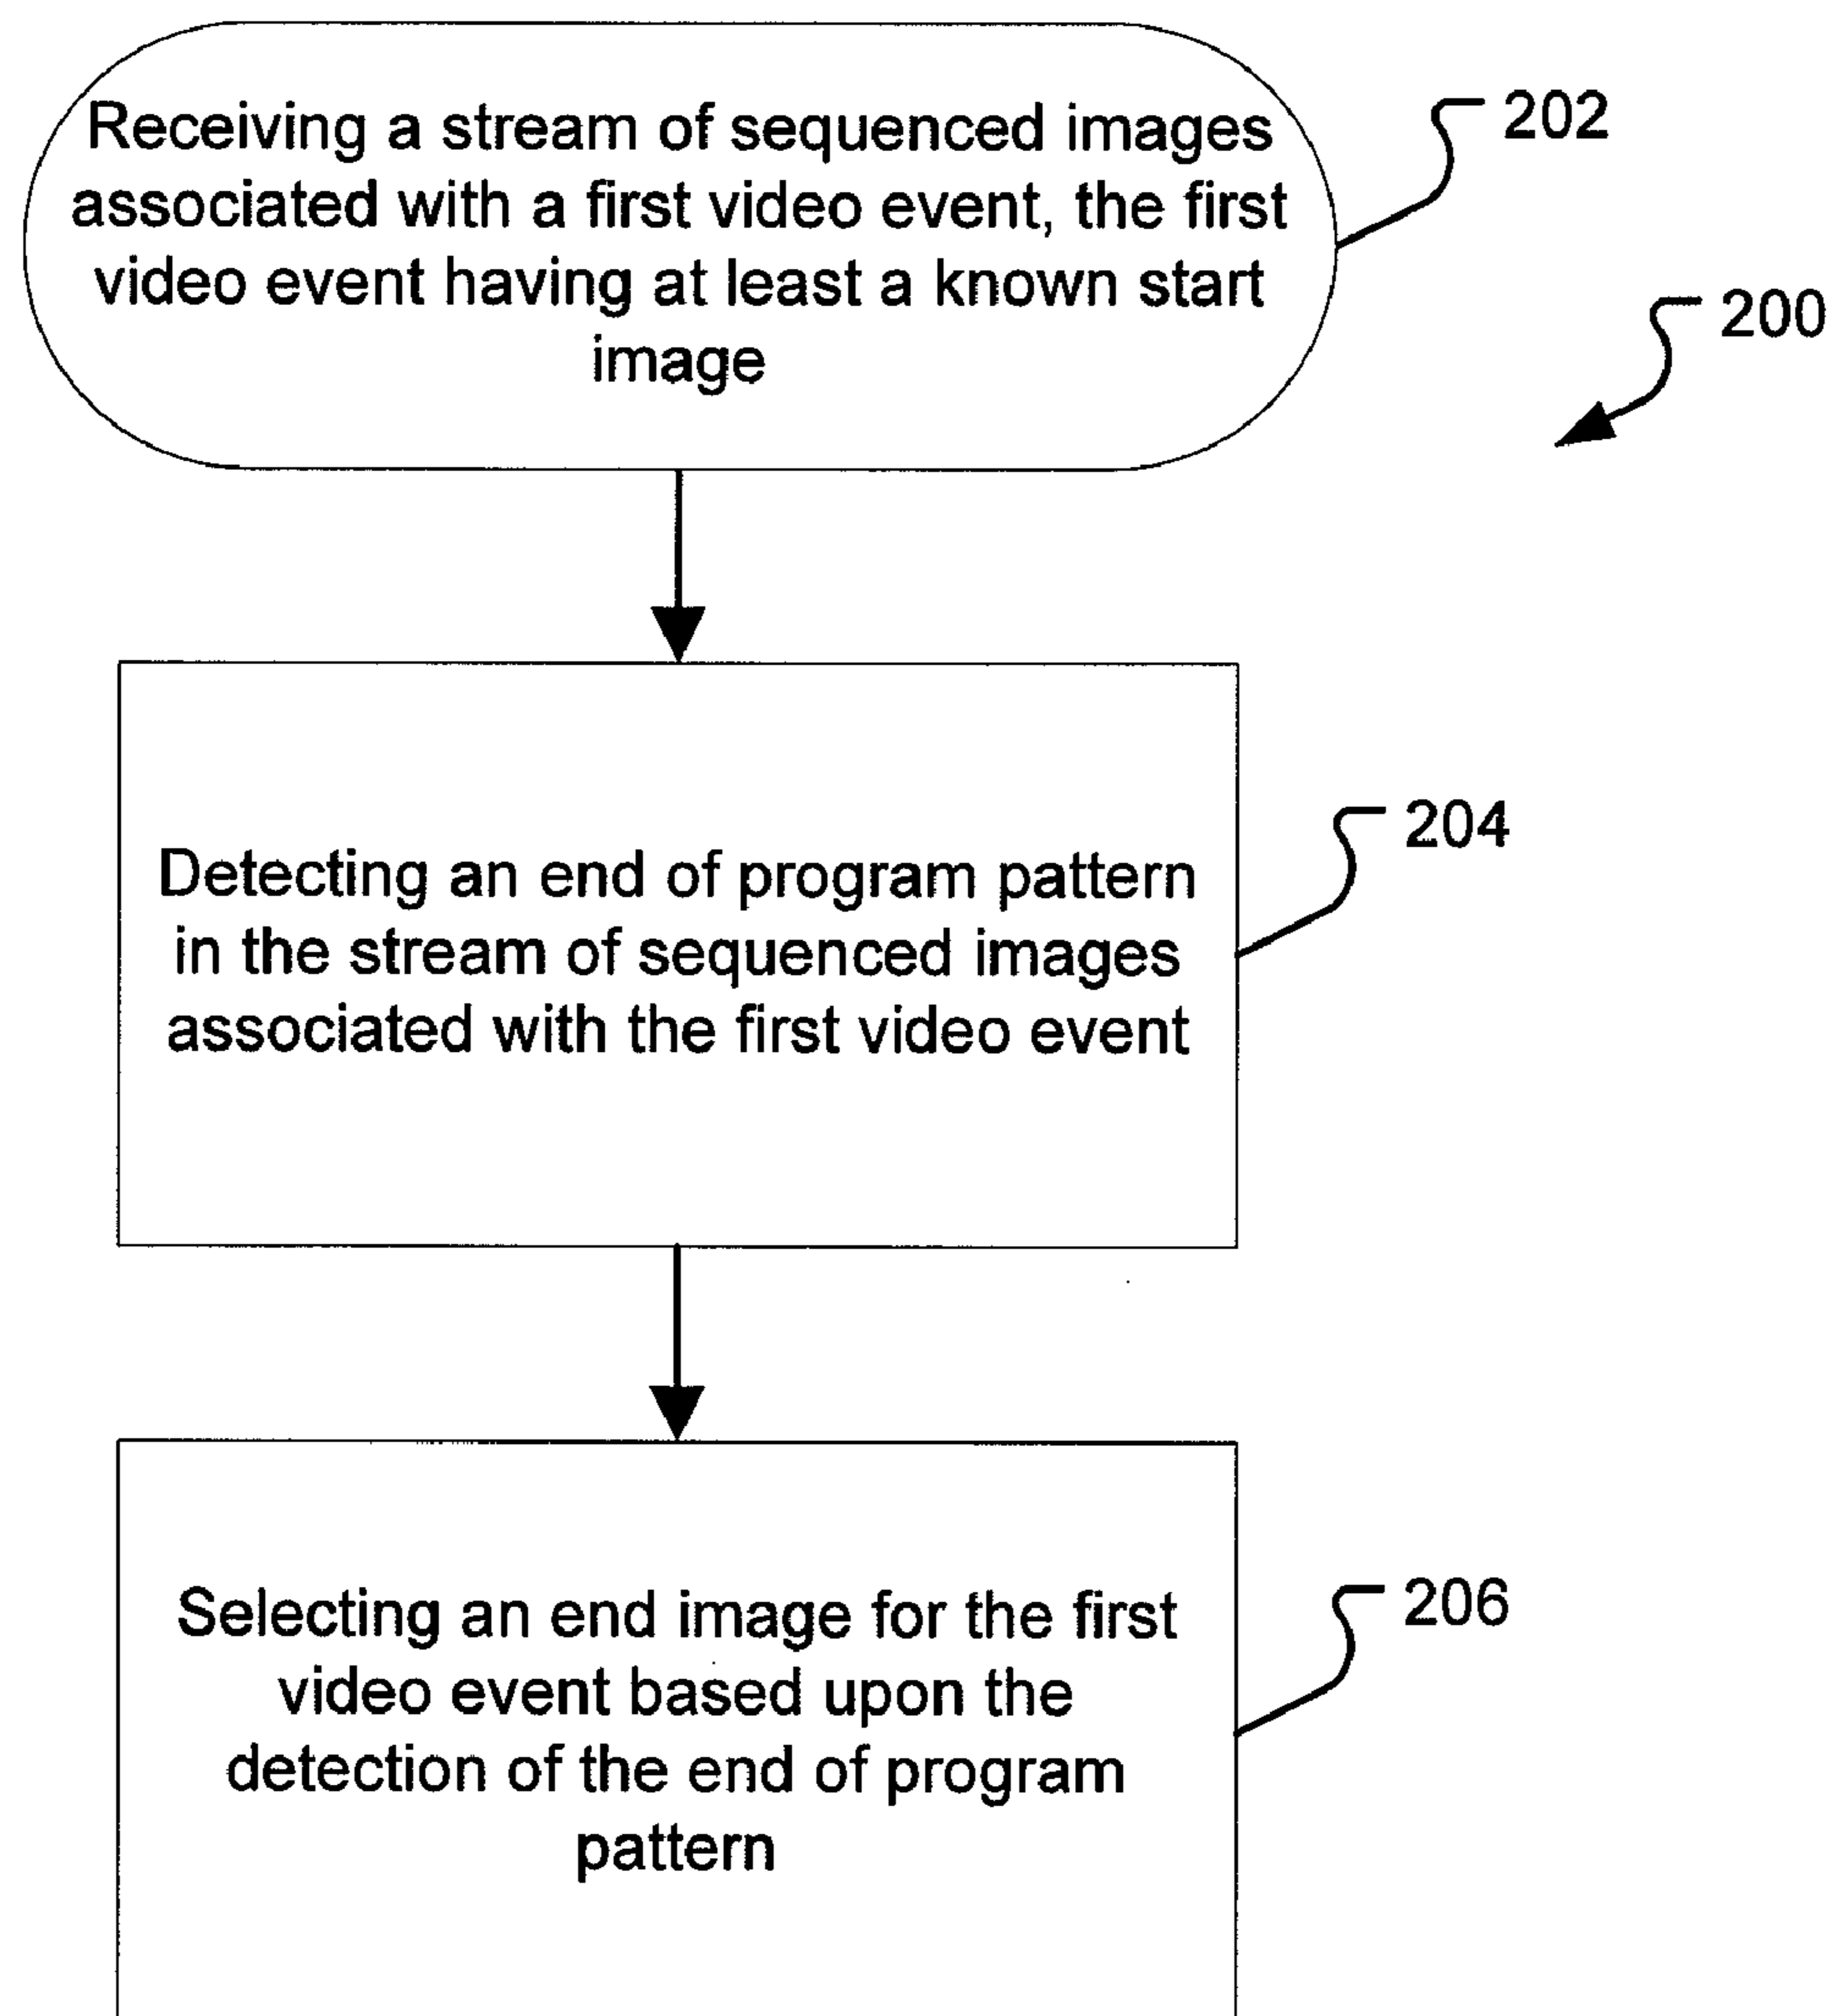 Receiving a stream of sequenced images
associated with a first video event, the first
video event having at least a known start
image
202
200
Detecting an end of program pattern
in the stream of sequenced images
associated with the first video event
204
Selecting an end image for the first
video event based upon the
detection of the end of program
pattern
206